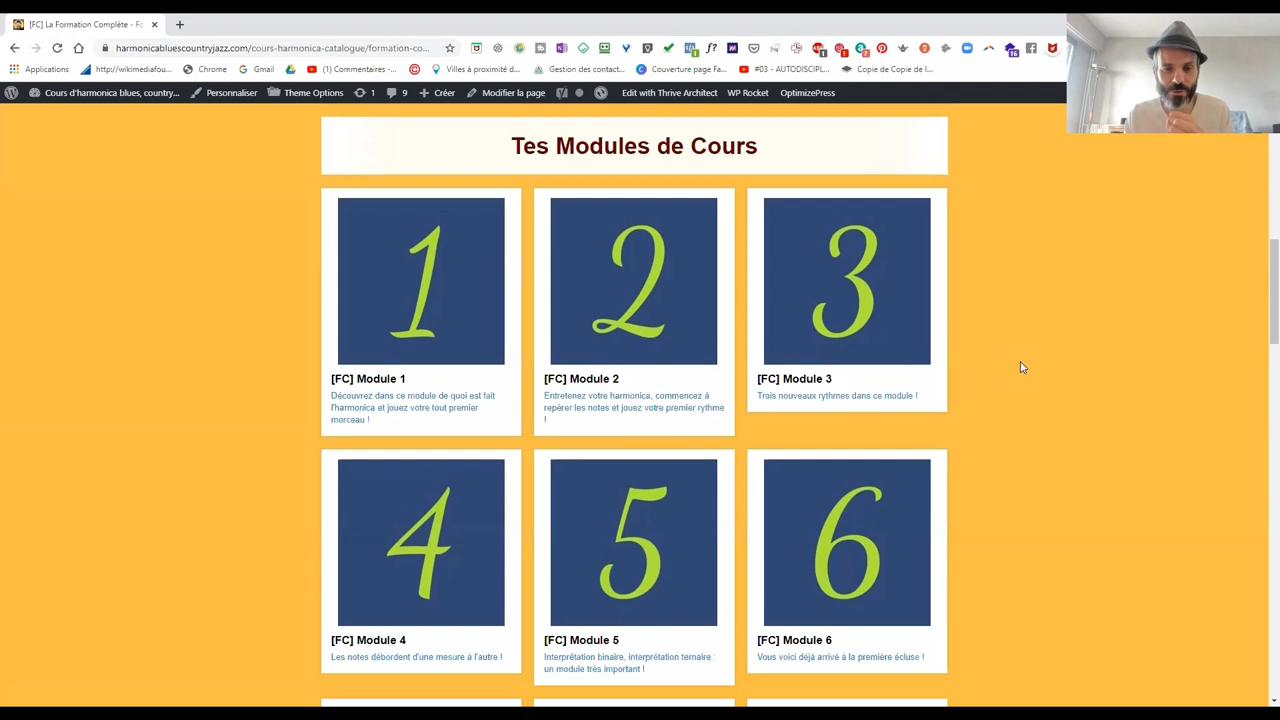 [FC] La Formation Complète - Fo
harmonicabluescountryjazz.com/cours-harmonica-catalogue/formation-co...
Applications
http://wikimediafou...
Chrome
Gmail
(1) Commentaires -...
Villes à proximité d...
Gestion des contact...
Couverture page Fa...
#03 - AUTODISCIPL...
Copie de Copie de l...
Cours d'harmonica blues, country...
Personnaliser
Theme Options
1
9
Créer
Modifier la page
Edit with Thrive Architect
WP Rocket
OptimizePress
Tes Modules de Cours
1
2
3
[FC] Module 1
Découvrez dans ce module de quoi est fait
l'harmonica et jouez votre tout premier
morceau !
[FC] Module 2
Entretenez votre harmonica, commencez à
repérer les notes et jouez votre premier rythme
!
[FC] Module 3
Trois nouveaux rythmes dans ce module !
4
5
6
[FC] Module 4
Les notes débordent d'une mesure à l'autre !
[FC] Module 5
Interprétation binaire, interprétation ternaire :
un module très important !
[FC] Module 6
Vous voici déjà arrivé à la première écluse !